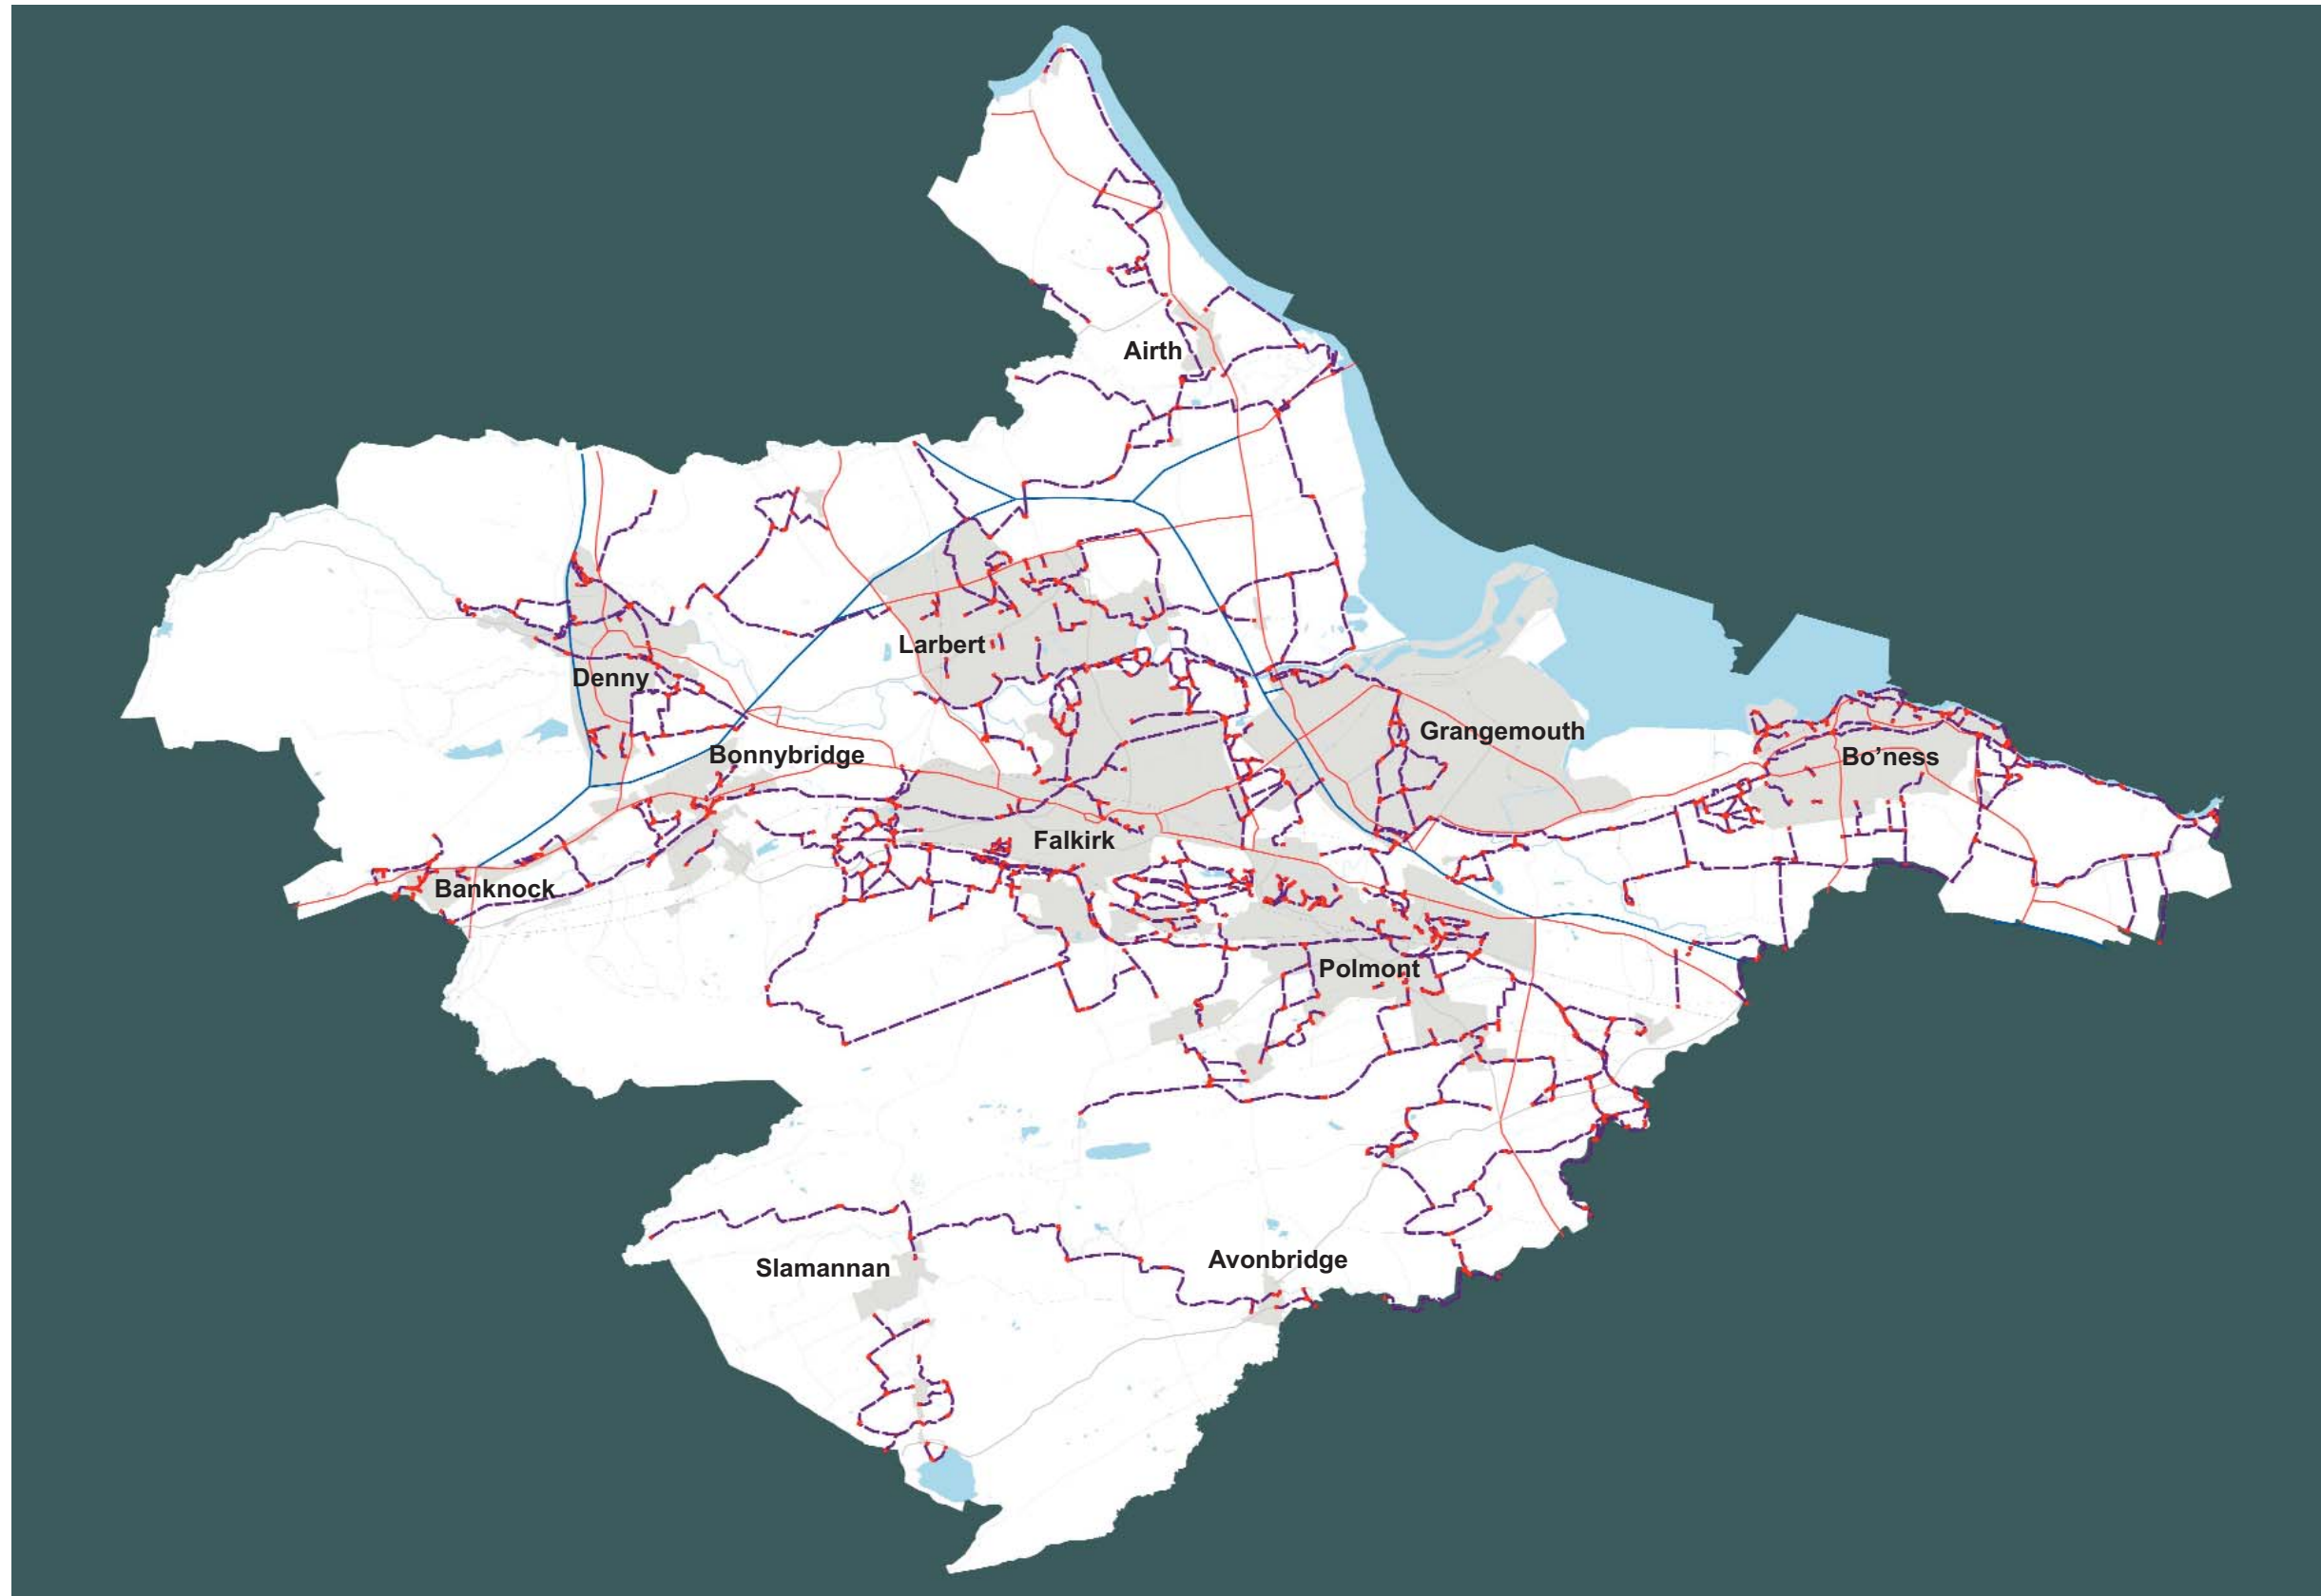 Airth
Larbert
Denny
Grangemouth
Bonnybridge
Bo’ness
Falkirk
Banknock
Polmont
Avonbridge
Slamannan